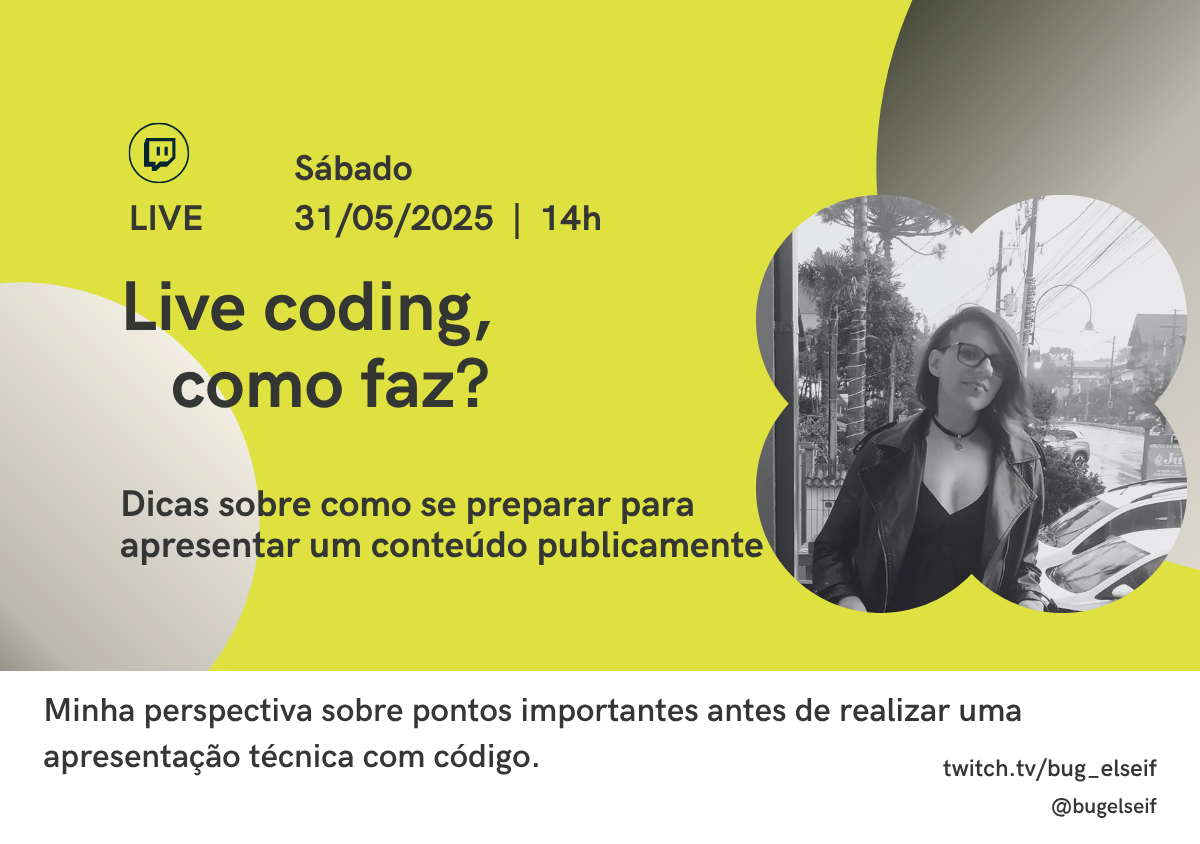 LIVE
Sábado
31/05/2025 | 14h
Live coding,
como faz?
Dicas sobre como se preparar para
apresentar um conteúdo publicamente
Minha perspectiva sobre pontos importantes antes de realizar uma
apresentação técnica com código.
twitch.tv/bug_elseif
@bugelseif